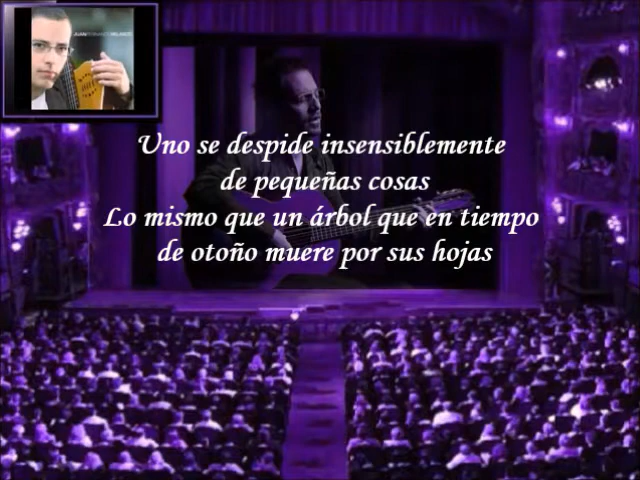 JUANFERNANDOVELASCO
Uno se despide insensiblemente
de pequeñas cosas
Lo mismo que un árbol que en tiempo
de otoño muere por sus hojas